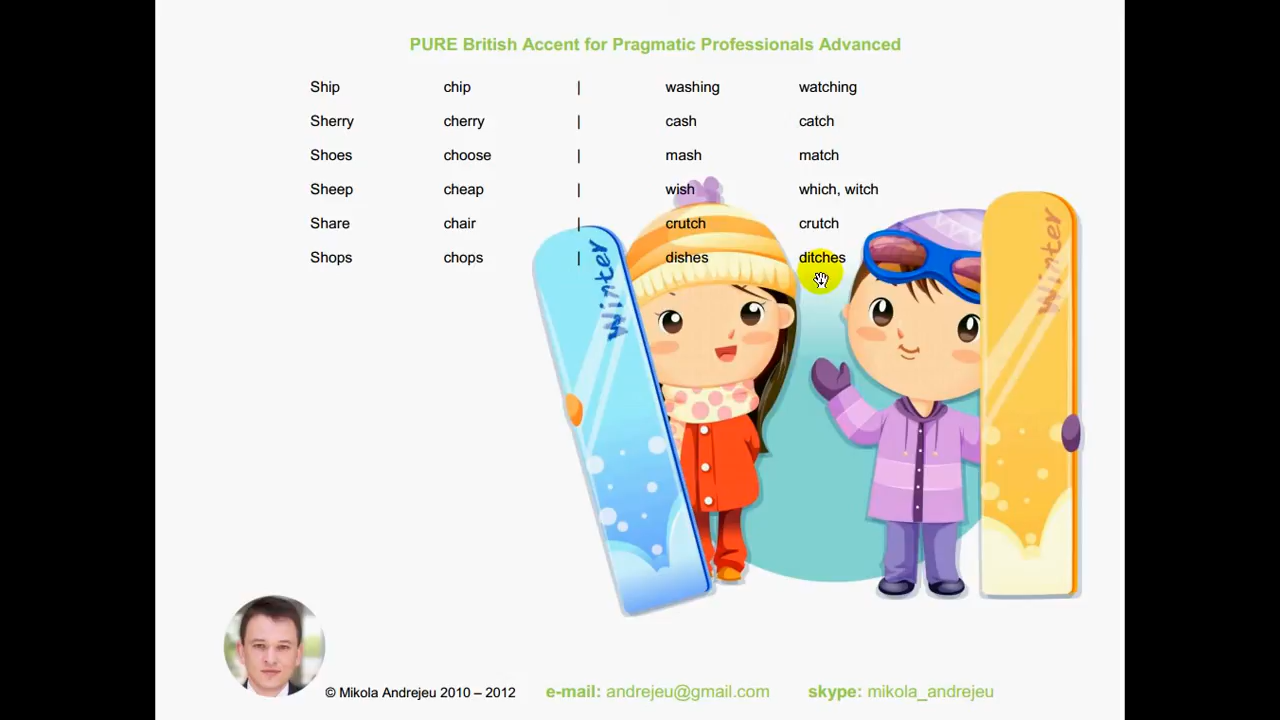 PURE British Accent for Pragmatic Professionals Advanced
Ship chip | washing watching
Sherry cherry | cash catch
Shoes choose | mash match
Sheep cheap | wish which, witch
Share chair | crutch crutch
Shops chops | dishes ditches
Winter
Winter
© Mikola Andrejeu 2010 – 2012 e-mail: andrejeu@gmail.com skype: mikola_andrejeu